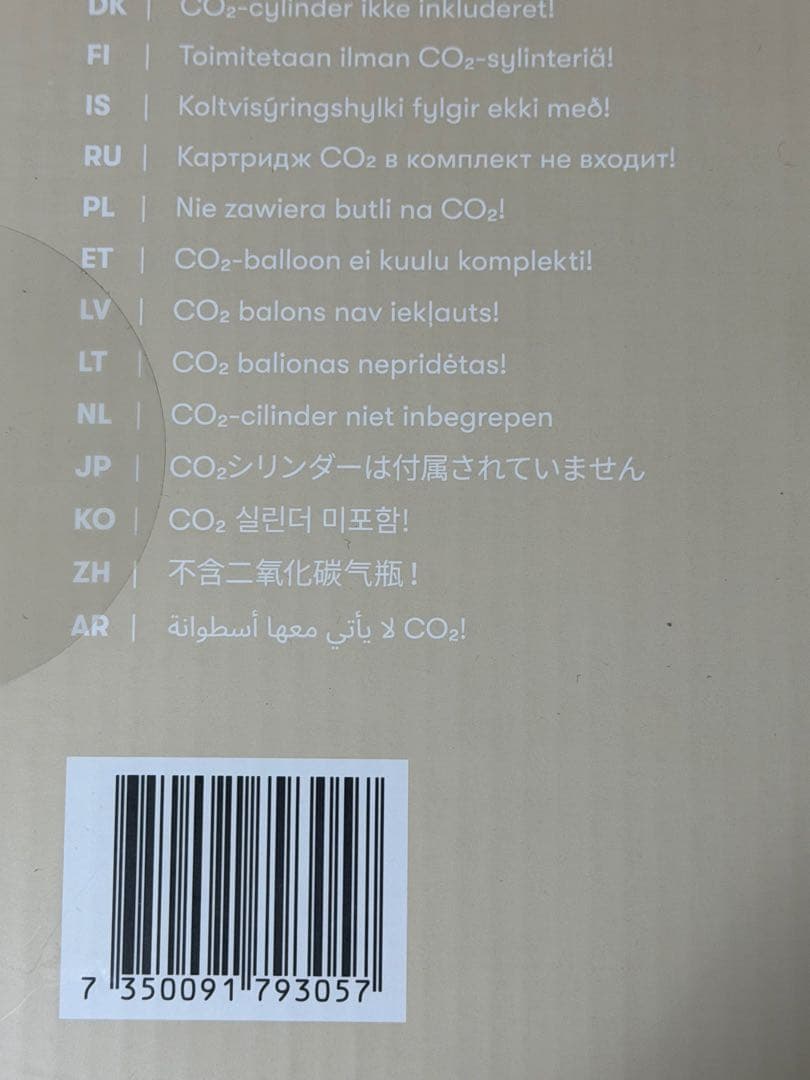 DK | CO₂-cylinder ikke inkluderet!
FI | Toimitetaan ilman CO₂-sylinteriä!
IS | Koltvísýringshylki fylgir ekki með!
RU | Картридж CO₂ в комплект не входит!
PL | Nie zawiera butli na CO₂!
ET | CO₂-balloon ei kuulu komplekti!
LV | CO₂ balons nav iekļauts!
LT | CO₂ balionas nepridėtas!
NL | CO₂-cilinder niet inbegrepen
JP | CO₂シリンダーは付属されていません
KO | CO₂ 실린더 미포함!
ZH | 不含二氧化碳气瓶!
AR | لا يأتي معها أسطوانة CO₂!
7 350091 793057